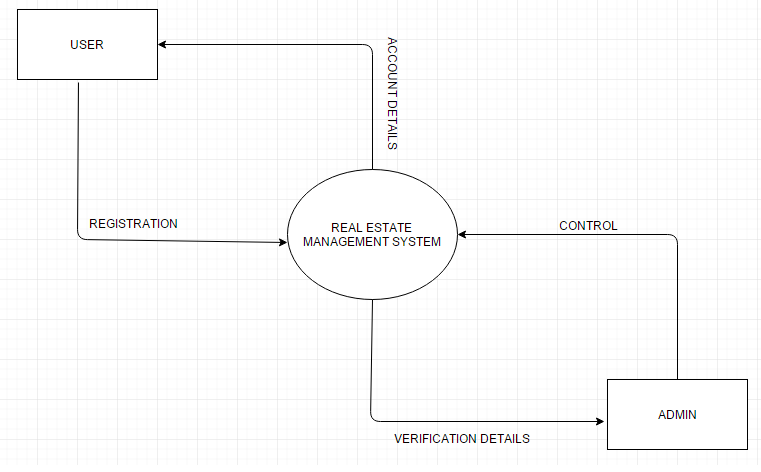 USER
ACCOUNT DETAILS
REGISTRATION
REAL ESTATE
MANAGEMENT SYSTEM
CONTROL
ADMIN
VERIFICATION DETAILS